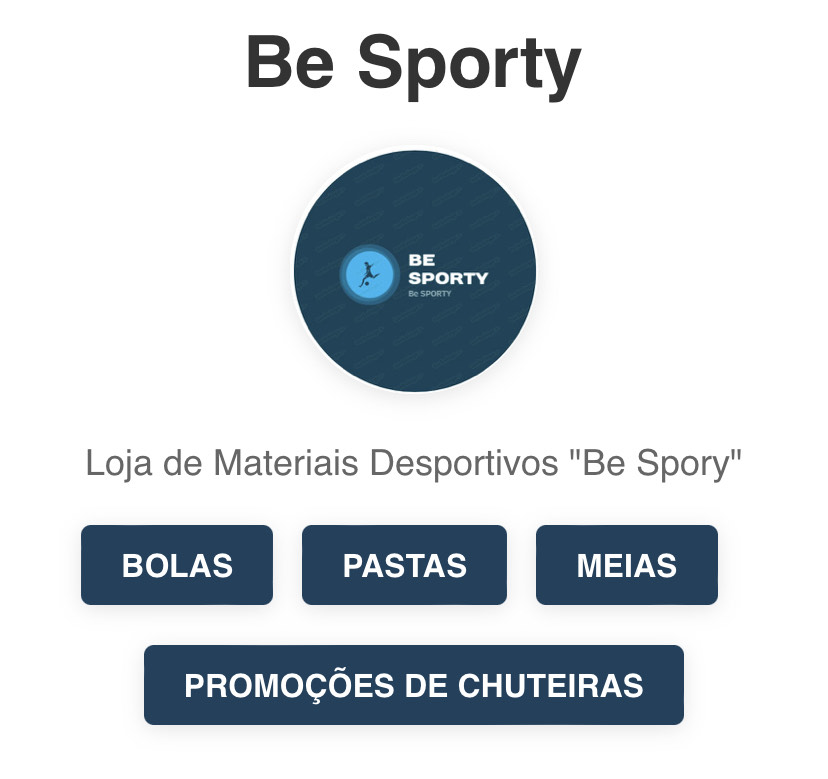 Be Sporty
BE
SPORTY
Be SPORTY
Loja de Materiais Desportivos "Be Spory"
BOLAS PASTAS MEIAS
PROMOÇÕES DE CHUTEIRAS